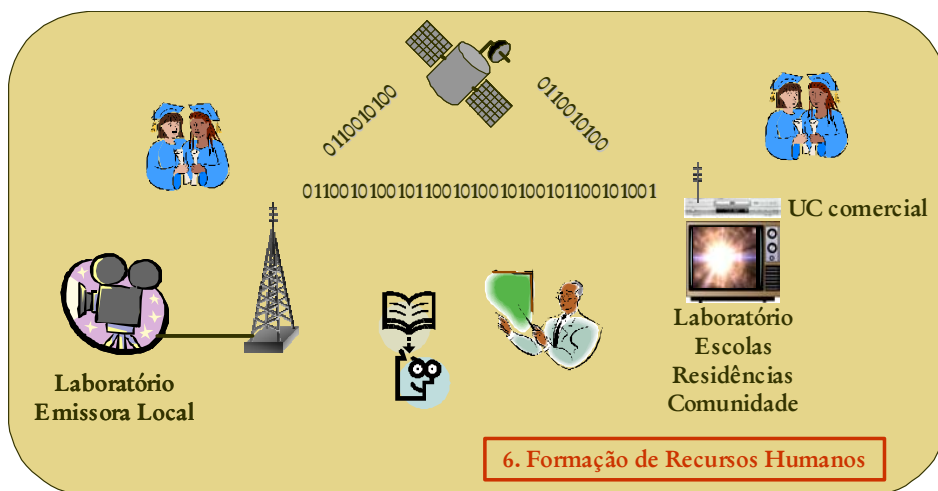 0110010100
0110010100
01100101001011001010010100101100101001
UC comercial
Laboratório
Emissora Local
Laboratório
Escolas
Residências
Comunidade
6. Formação de Recursos Humanos